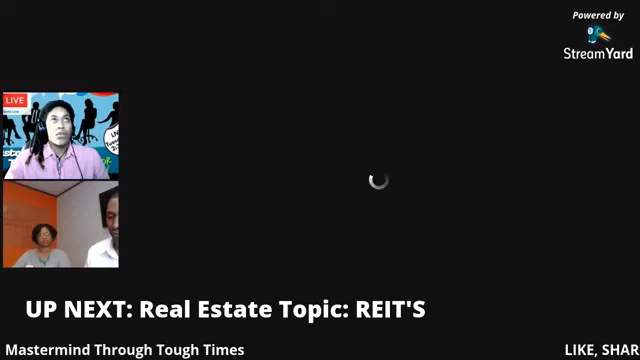 Powered by
StreamYard
LIVE
UP NEXT: Real Estate Topic: REIT'S
Mastermind Through Tough Times
LIKE, SHAR